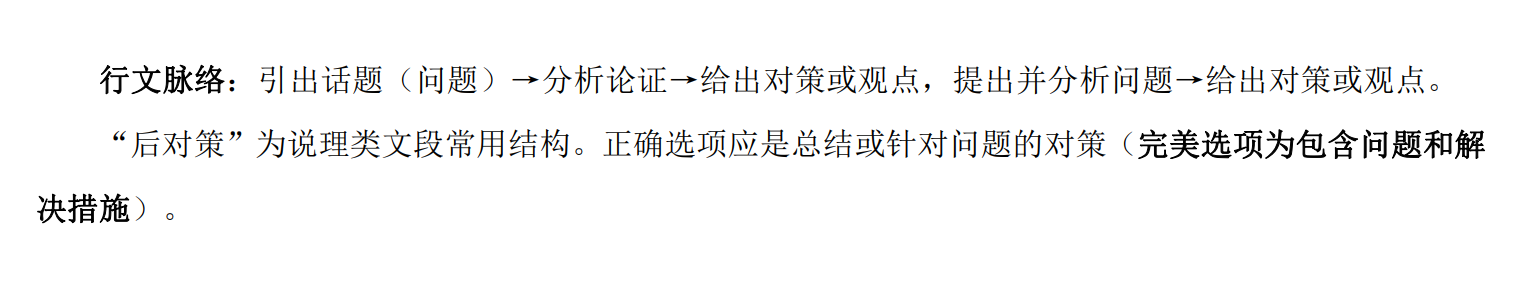 行文脉络：引出话题（问题）→分析论证→给出对策或观点，提出并分析问题→给出对策或观点。
“后对策”为说理类文段常用结构。正确选项应是总结或针对问题的对策（完美选项为包含问题和解
决措施）。